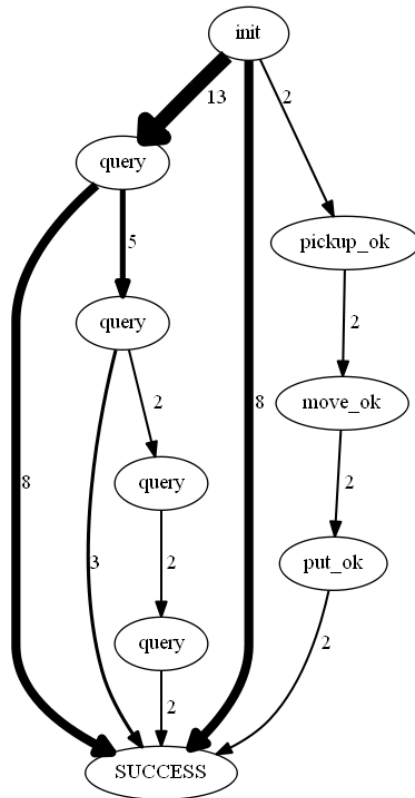 init
13
2
query
pickup_ok
5
2
query
move_ok
2
8
8
2
query
3
2
put_ok
query
2
2
SUCCESS